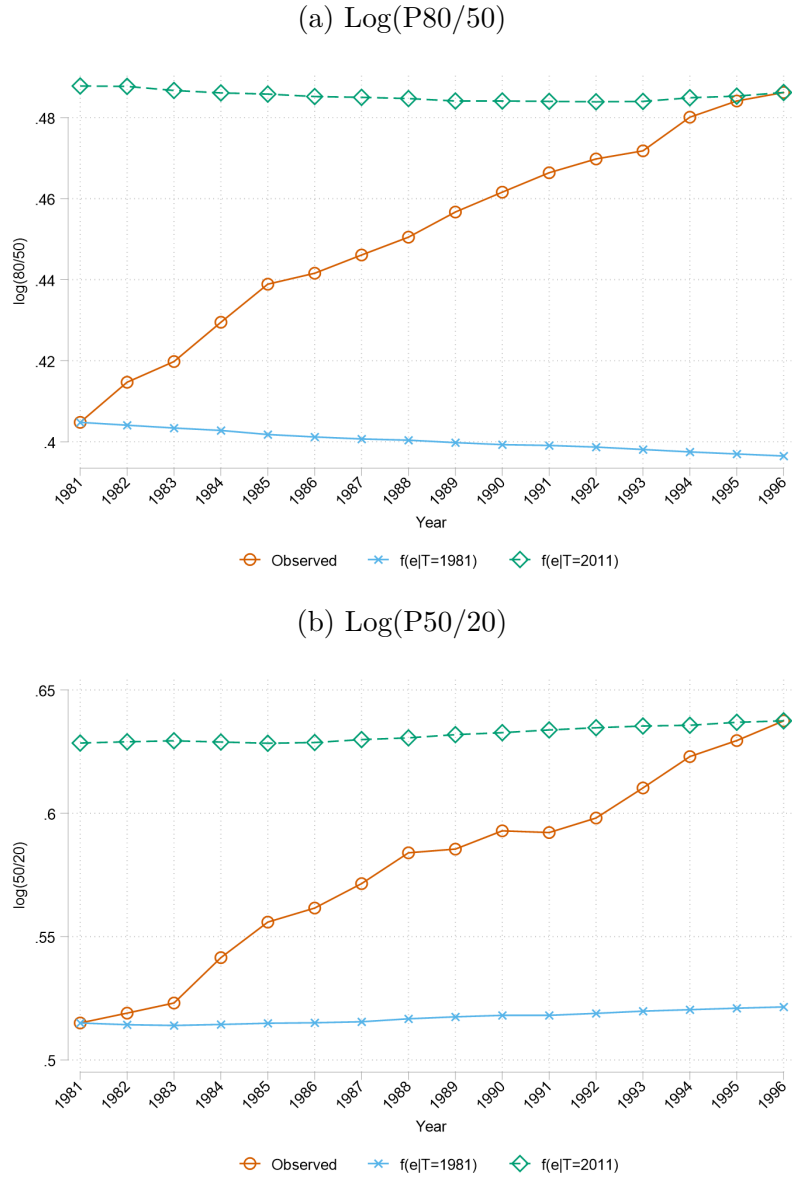 (a) Log(P80/50)
log(80/50)
.48
.46
.44
.42
.4
1981 1982 1983 1984 1985 1986 1987 1988 1989 1990 1991 1992 1993 1994 1995 1996
Year
Observed f(e|T=1981) f(e|T=2011)
(b) Log(P50/20)
log(50/20)
.65
.6
.55
.5
1981 1982 1983 1984 1985 1986 1987 1988 1989 1990 1991 1992 1993 1994 1995 1996
Year
Observed f(e|T=1981) f(e|T=2011)